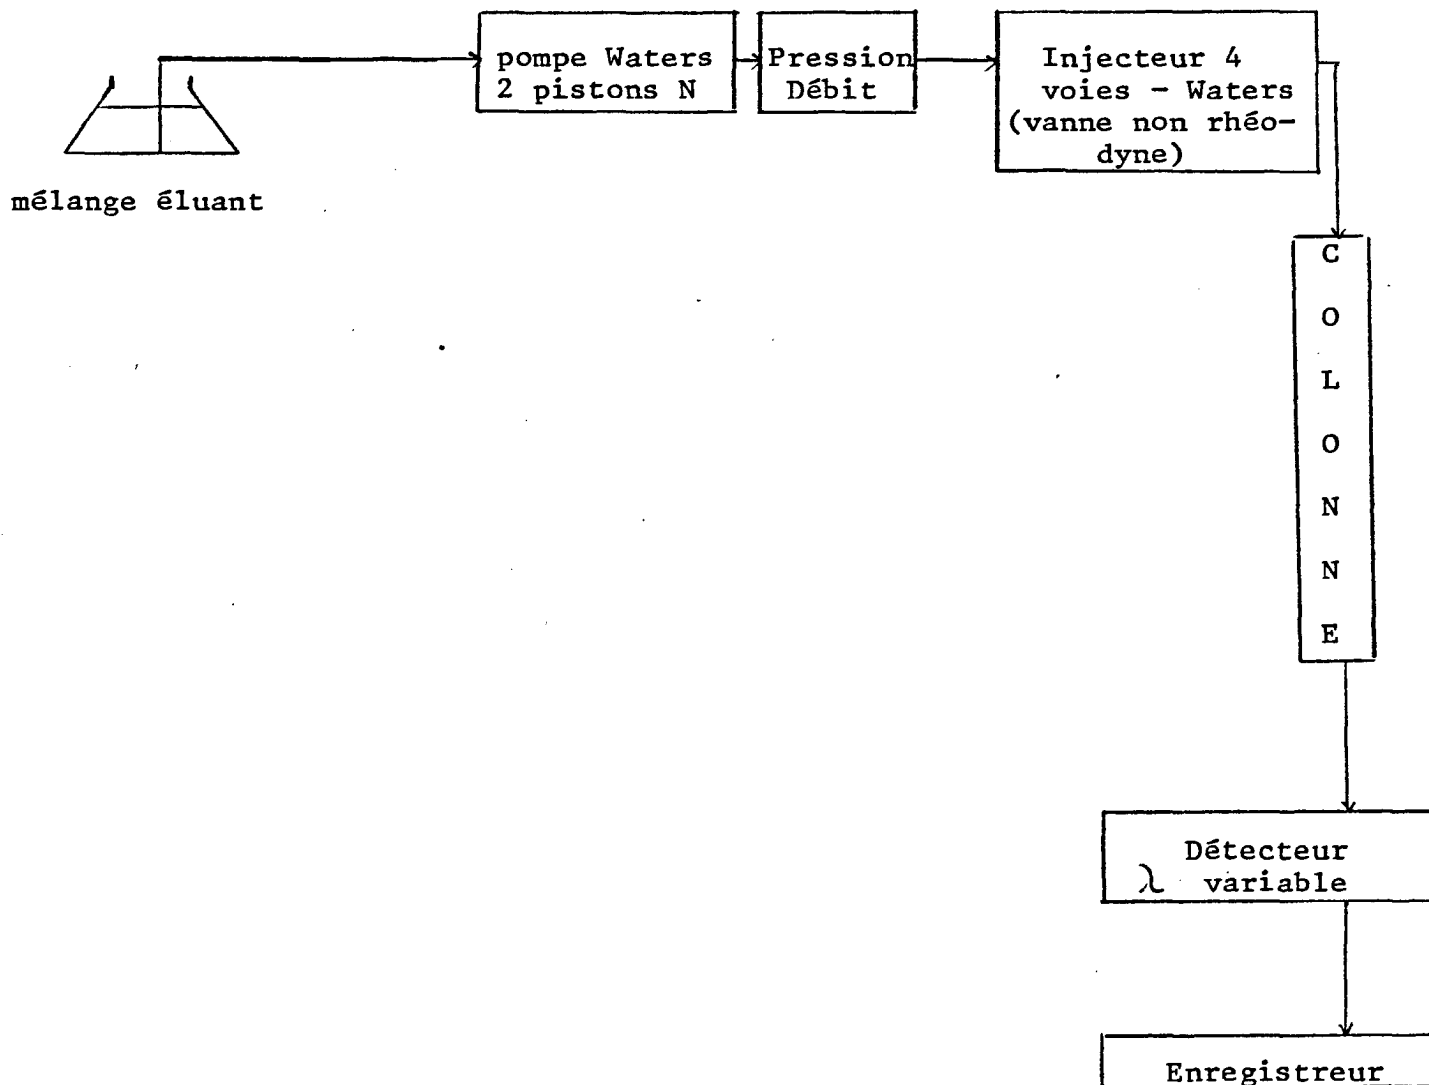 pompe Waters
2 pistons N
Pression
Débit
Injecteur 4
voies - Waters
(vanne non rhéo-
dyne)
mélange éluant
C
O
L
O
N
N
E
Détecteur
λ variable
Enregistreur